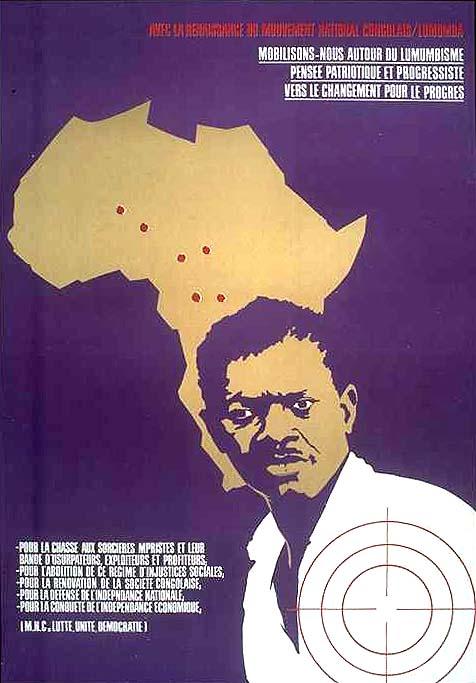 AVEC LA RENAISSANCE DU MOUVEMENT NATIONAL CONGOLAIS/LUMUMBA
MOBILISONS-NOUS AUTOUR DU LUMUMBISME
PENSEE PATRIOTIQUE ET PROGRESSISTE
VERS LE CHANGEMENT POUR LE PROGRES
-POUR LA CHASSE AUX SORCIERES MPRISTES ET LEUR
BANDE D'USURPATEURS, EXPLOITEURS ET PROFITEURS,
-POUR L'ABOLITION DE CE REGIME D'INJUSTICES SOCIALES,
-POUR LA RENOVATION DE LA SOCIETE CONGOLAISE,
-POUR LA DEFENSE DE L'INDEPNDANCE NATIONALE,
-POUR LA CONQUETE DE L'INDEPENDANCE ECONOMIQUE,
(M.N.C = LUTTE, UNITE, DEMOCRATIE)